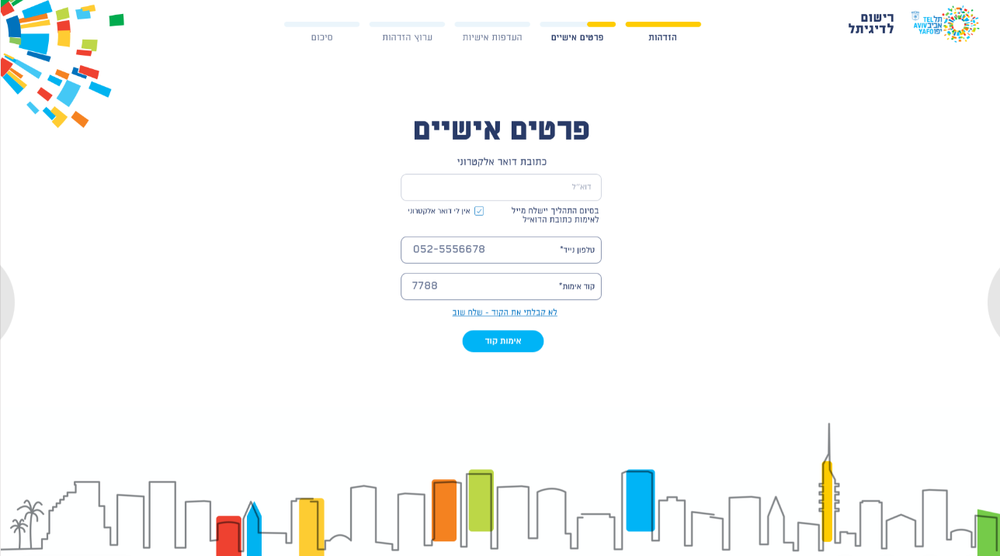 רישום
לדיגיתל
תל
אביב
יפו
TEL
AVIV
YAFO
הזדהות
פרטים אישיים
העדפות אישיות
ערוץ הזדהות
סיכום
פרטים אישיים
כתובת דואר אלקטרוני
דוא"ל
בסיום התהליך יישלח מייל
לאימות כתובת הדוא"ל
אין לי דואר אלקטרוני
טלפון נייד* 052-5556678
קוד אימות* 7788
לא קבלתי את הקוד - שלח שוב
אימות קוד